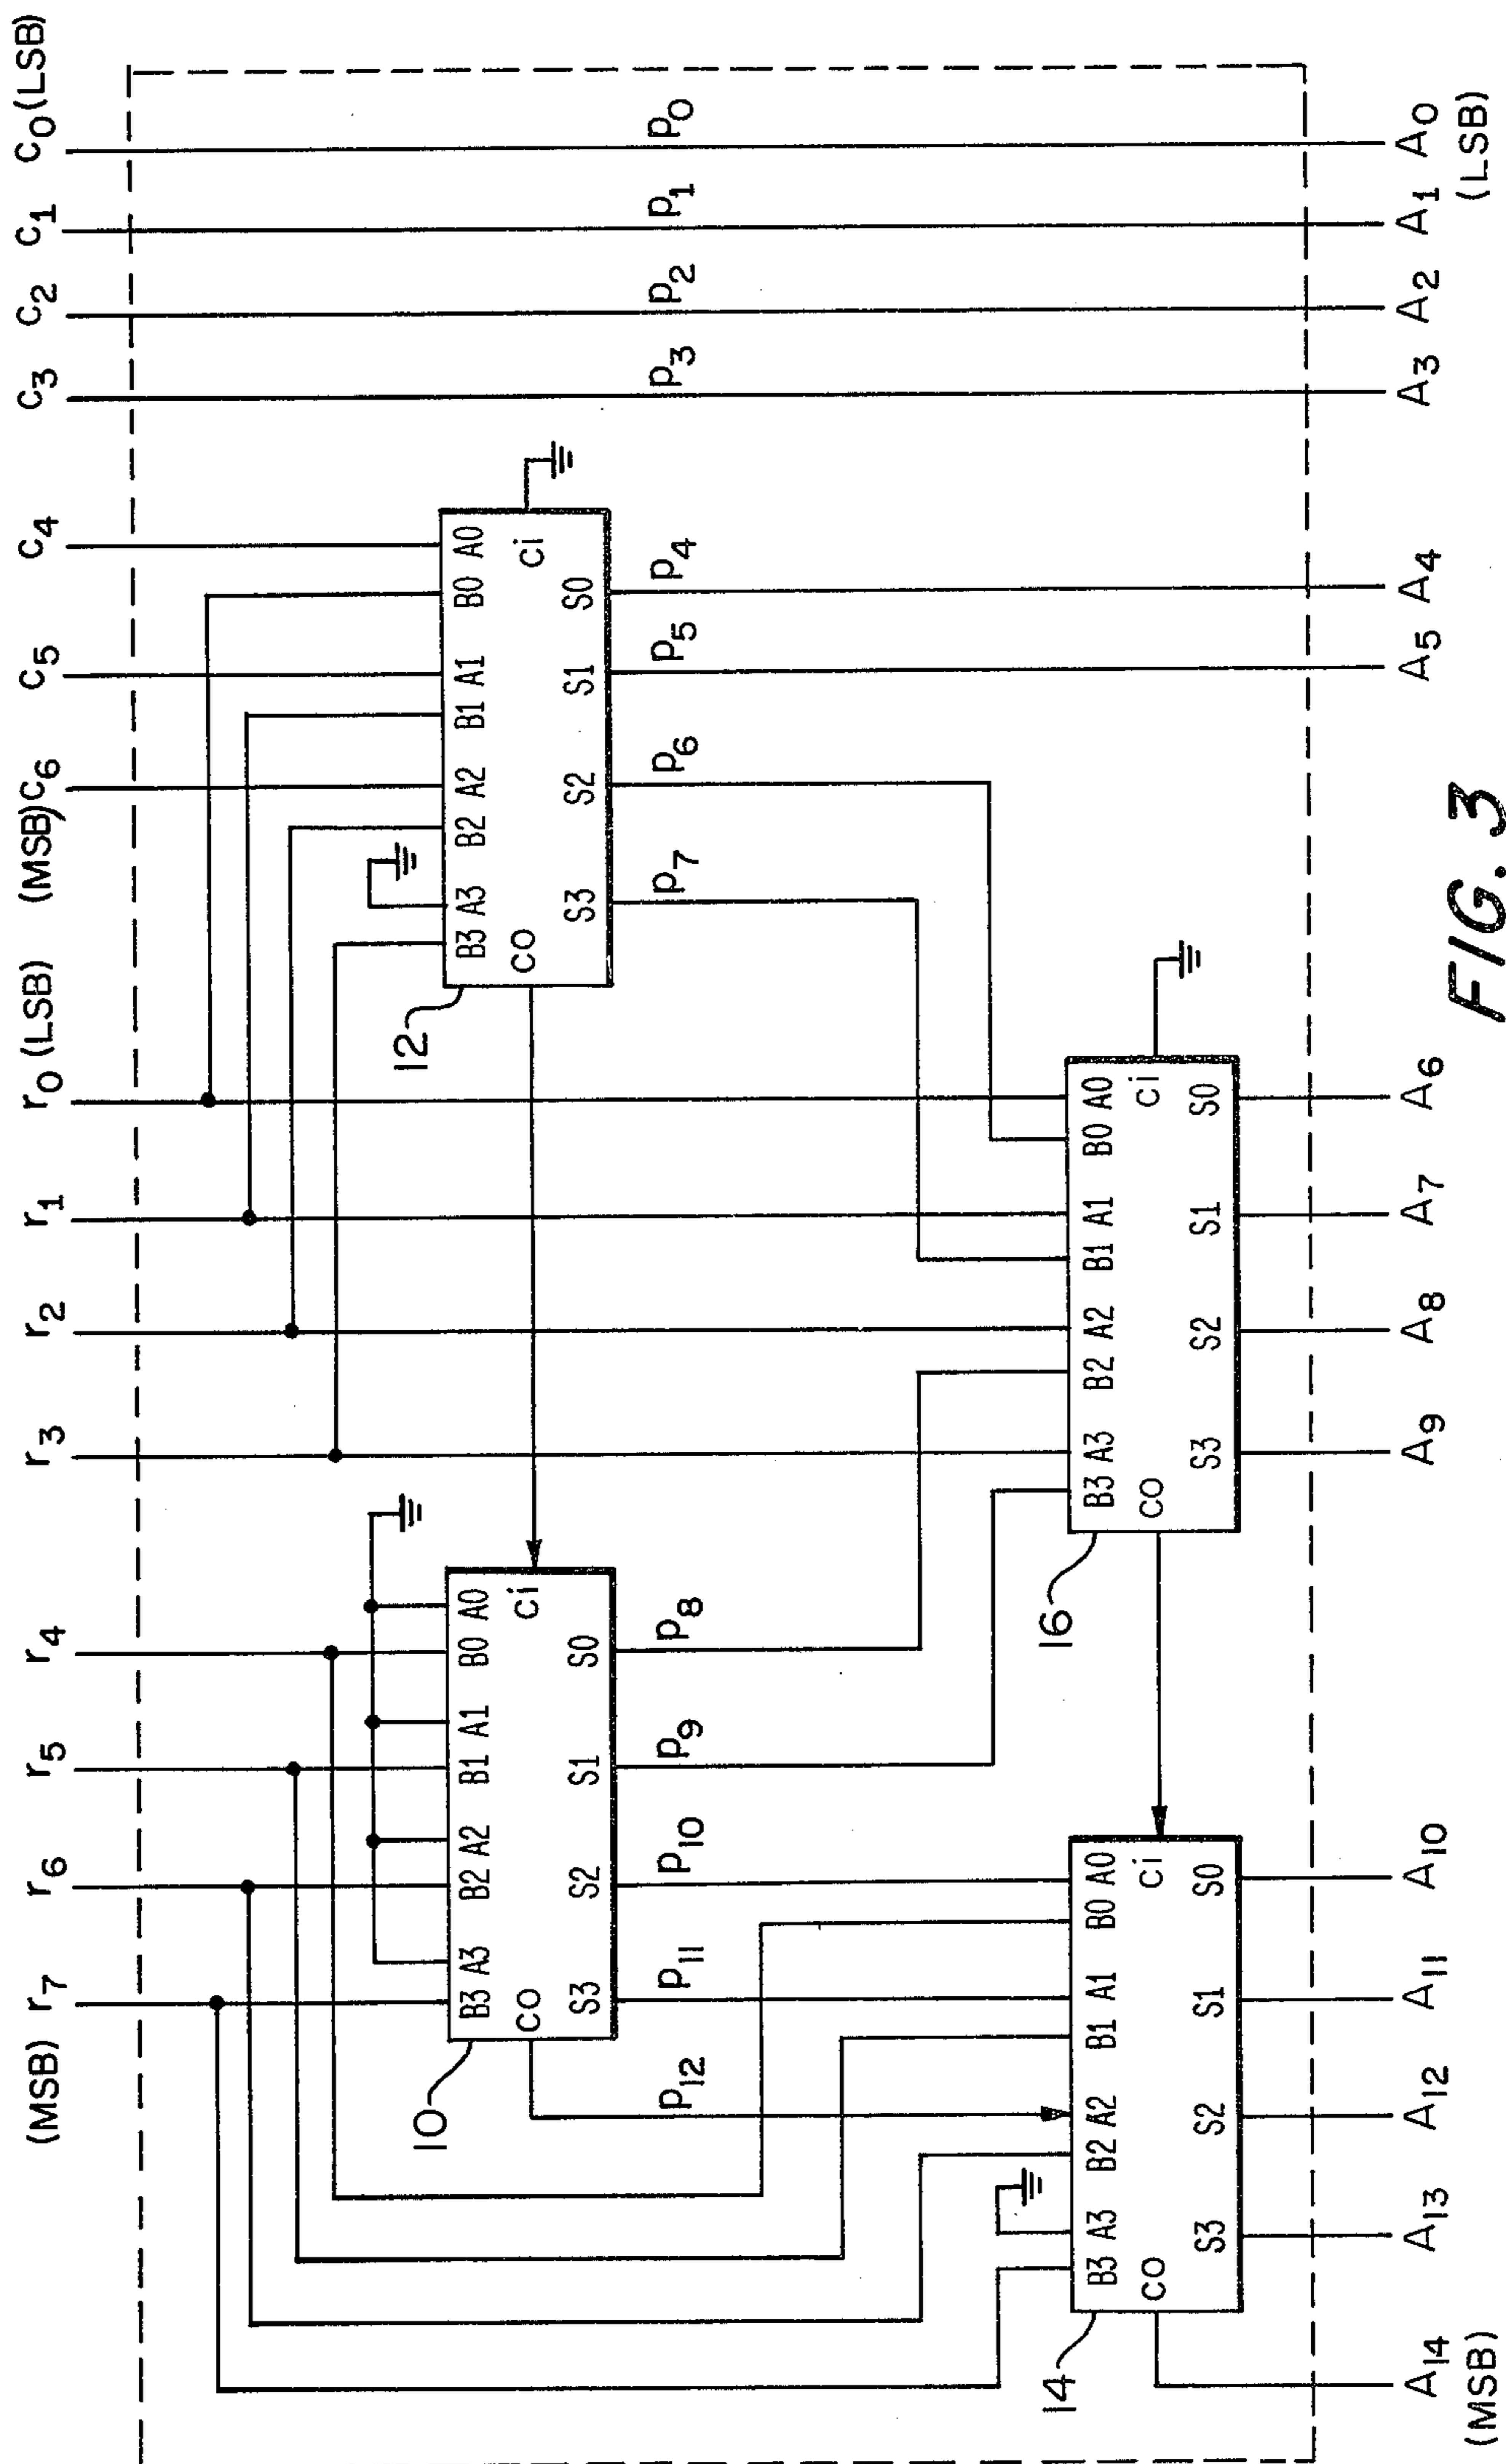 (MSB) r7 r6 r5 r4 r3 r2 r1 r0 (LSB) (MSB) c6 c5 c4 c3 c2 c1 c0 (LSB)
B3 A3 B2 A2 B1 A1 B0 A0
CO Ci
S3 S2 S1 S0
10
B3 A3 B2 A2 B1 A1 B0 A0
CO Ci
S3 S2 S1 S0
12
p12 p11 p10 p9 p8 p7 p6 p5 p4 p3 p2 p1 p0
B3 A3 B2 A2 B1 A1 B0 A0
CO Ci
S3 S2 S1 S0
14
B3 A3 B2 A2 B1 A1 B0 A0
CO Ci
S3 S2 S1 S0
16
A14 A13 A12 A11 A10 A9 A8 A7 A6 A5 A4 A3 A2 A1 A0
(MSB) (LSB)
FIG. 3